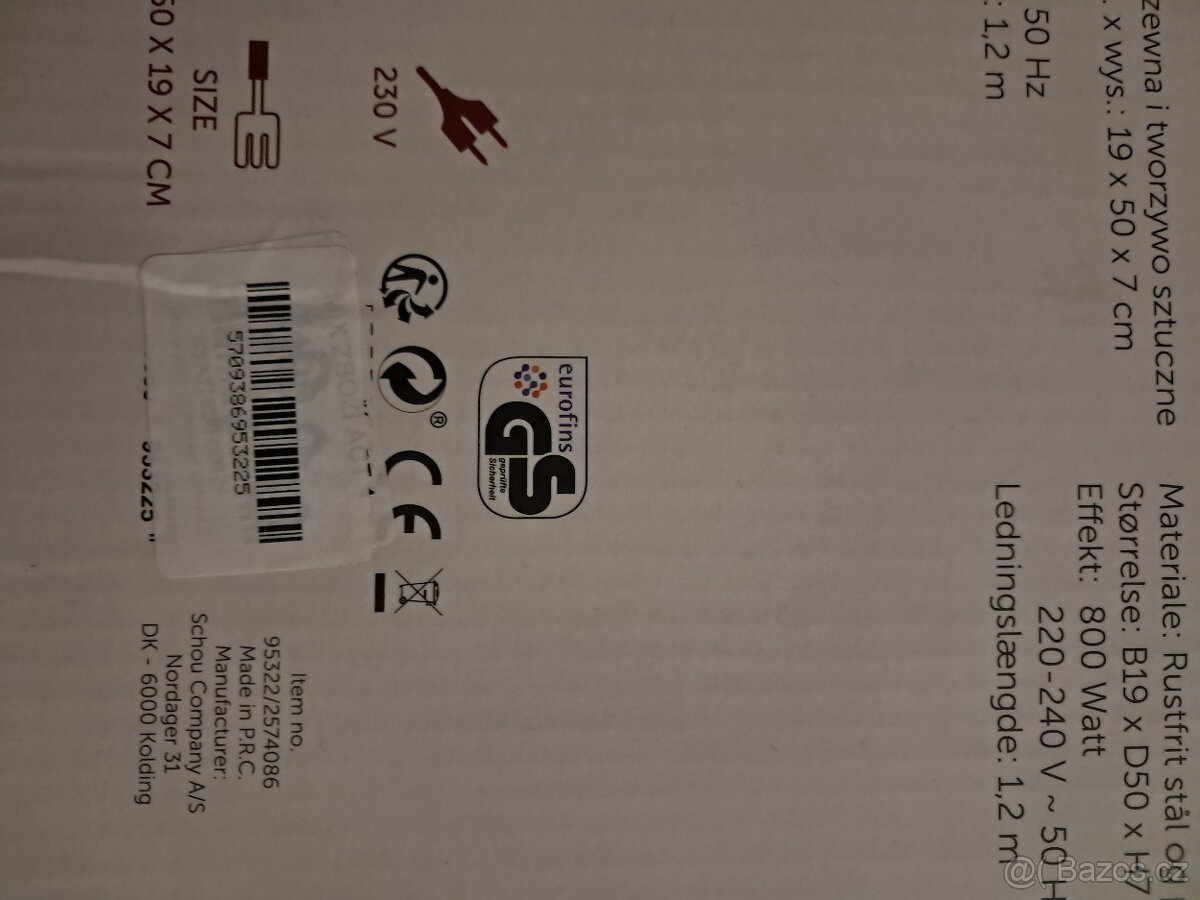 zewna i tworzywo sztuczne
. x wys.: 19 x 50 x 7 cm
50 Hz
: 1,2 m
Materiale: Rustfrit stål og
Størrelse: B19 x D50 x H7
Effekt: 800 Watt
220-240 V ~ 50 H
Ledningslængde: 1,2 m
230 V
SIZE
50 X 19 X 7 CM
eurofins
GS
geprüfte
Sicherheit
®
CE
5709386953225
Item no.
95322/2574086
Made in P.R.C.
Manufacturer:
Schou Company A/S
Nordager 31
DK - 6000 Kolding
Bazos.cz